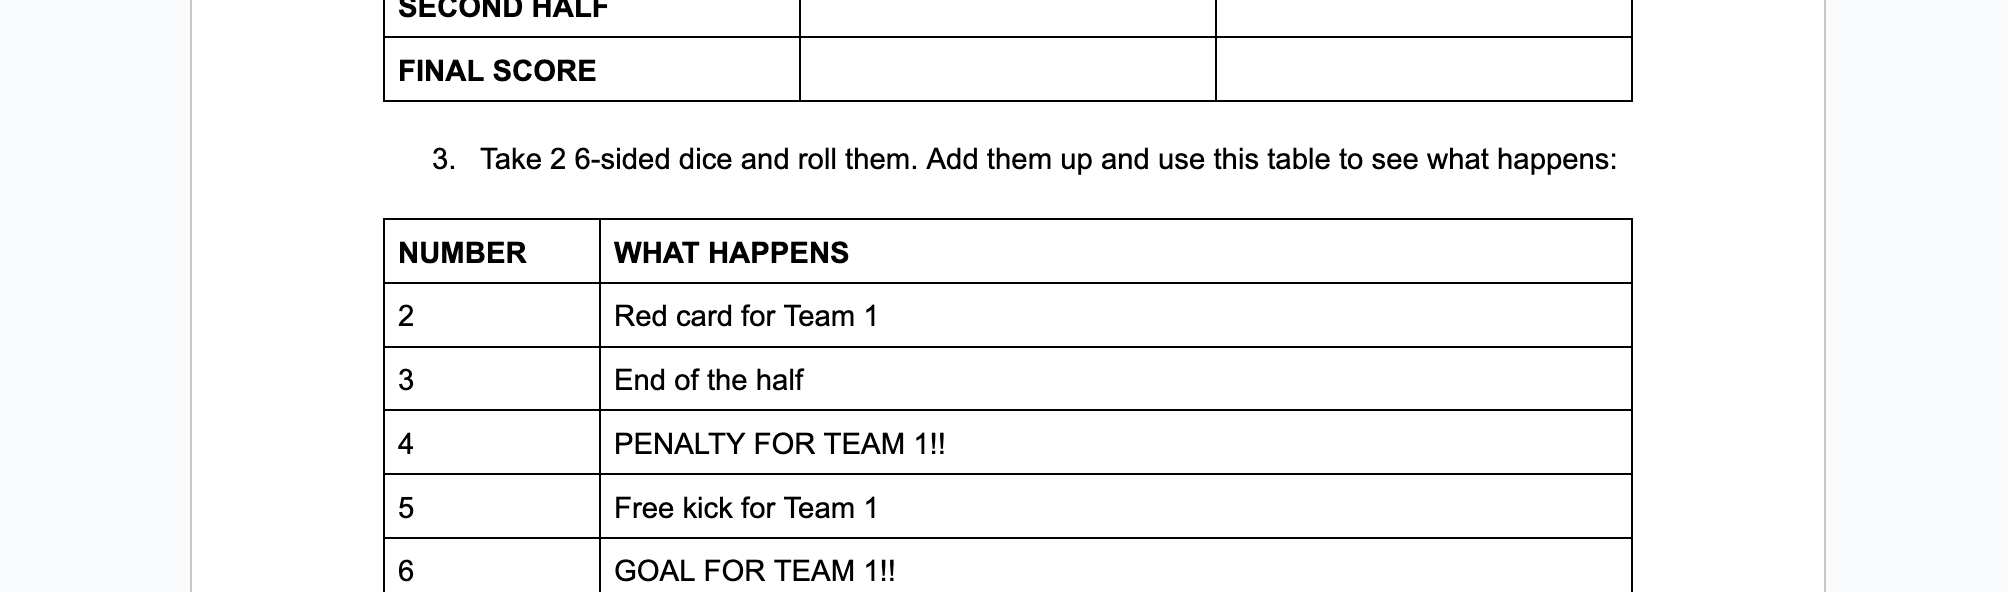 SECOND HALF
FINAL SCORE
3. Take 2 6-sided dice and roll them. Add them up and use this table to see what happens:
NUMBER WHAT HAPPENS
2 Red card for Team 1
3 End of the half
4 PENALTY FOR TEAM 1!!
5 Free kick for Team 1
6 GOAL FOR TEAM 1!!